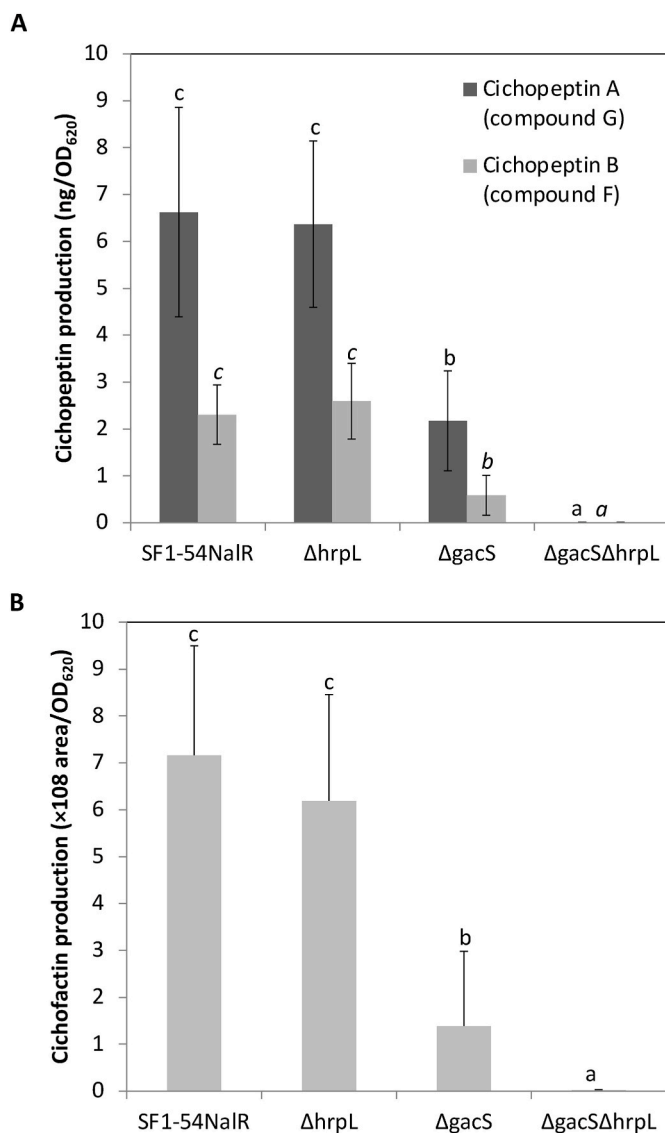 A
Cichopeptin production (ng/OD620)
10
9
8
7
6
5
4
3
2
1
0
c
c
c
c
b
b
a a
Cichopeptin A
(compound G)
Cichopeptin B
(compound F)
SF1-54NalR ΔhrpL ΔgacS ΔgacSΔhrpL
B
Cichofactin production (×108 area/OD620)
10
9
8
7
6
5
4
3
2
1
0
c
c
b
a
SF1-54NalR ΔhrpL ΔgacS ΔgacSΔhrpL